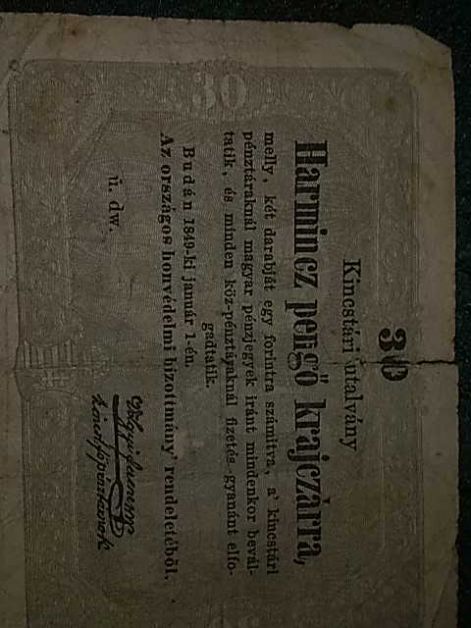 30
30
Kincstári utalvány
Harmincz pengő krajczárra,
melly, két darabját egy forintra számitva, a' kincstári
pénztáraknál magyar pénzjegyek iránt mindenkor bevál-
tatik, és minden köz-pénztáraknál fizetés gyanánt elfo-
gadtatik.
Budán 1849-ki január 1-én.
Az országos honvédelmi bizottmány' rendeletéből.
ü. dw.